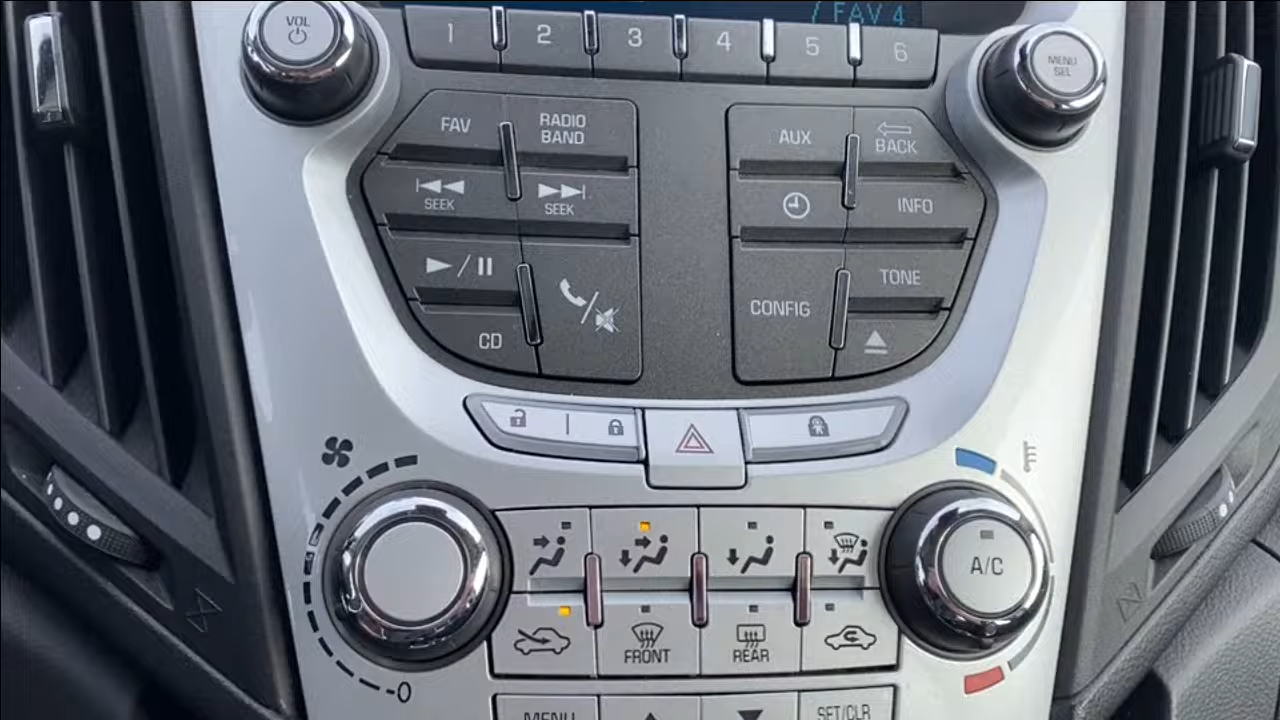 / FAV 4
VOL
1 2 3 4 5 6
MENU
SEL
FAV
RADIO
BAND
AUX
BACK
SEEK
SEEK
INFO
CONFIG
TONE
CD
A/C
FRONT
REAR
0
MENU
SET/CLR